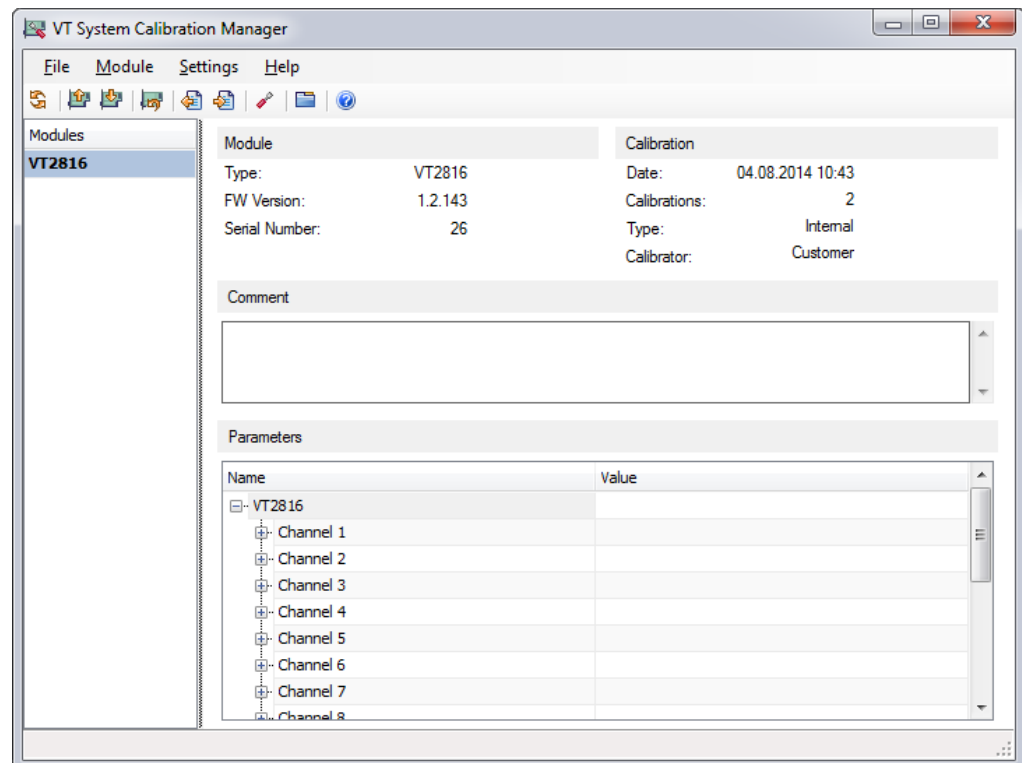 VT System Calibration Manager
File Module Settings Help
Modules
VT2816
Module
Type: VT2816
FW Version: 1.2.143
Serial Number: 26
Calibration
Date: 04.08.2014 10:43
Calibrations: 2
Type: Internal
Calibrator: Customer
Comment
Parameters
Name Value
VT2816
Channel 1
Channel 2
Channel 3
Channel 4
Channel 5
Channel 6
Channel 7
Channel 8